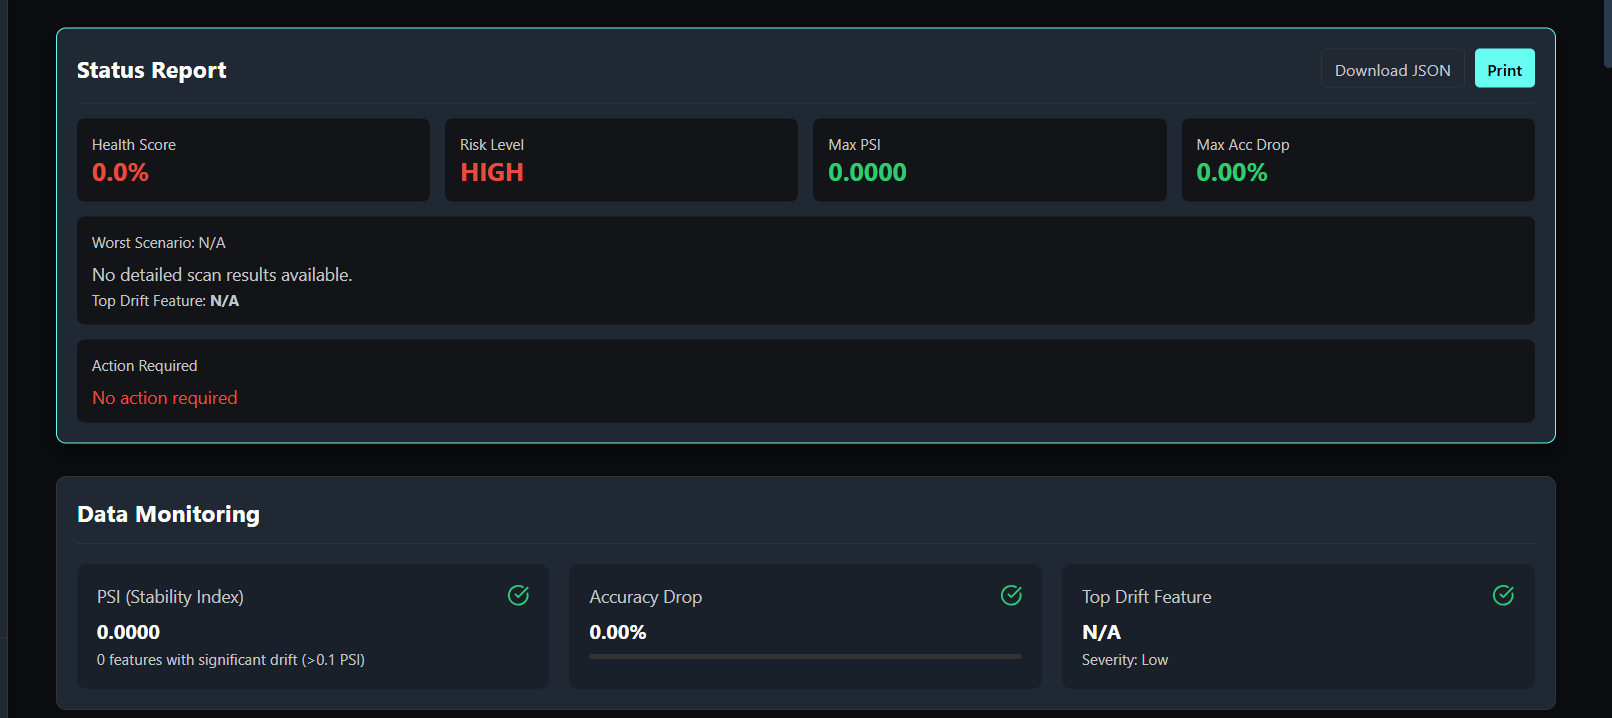 Status Report
Download JSON
Print
Health Score
0.0%
Risk Level
HIGH
Max PSI
0.0000
Max Acc Drop
0.00%
Worst Scenario: N/A
No detailed scan results available.
Top Drift Feature: N/A
Action Required
No action required
Data Monitoring
PSI (Stability Index)
0.0000
0 features with significant drift (>0.1 PSI)
Accuracy Drop
0.00%
Top Drift Feature
N/A
Severity: Low